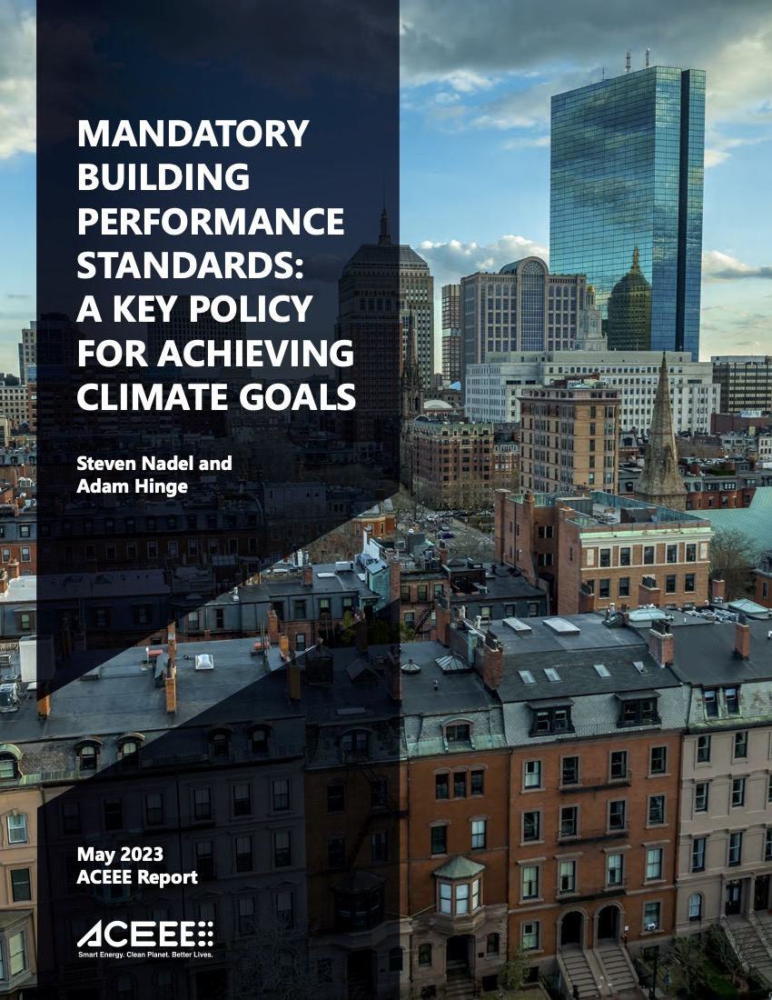 MANDATORY
BUILDING
PERFORMANCE
STANDARDS:
A KEY POLICY
FOR ACHIEVING
CLIMATE GOALS
Steven Nadel and
Adam Hinge
May 2023
ACEEE Report
ACEEE
Smart Energy. Clean Planet. Better Lives.